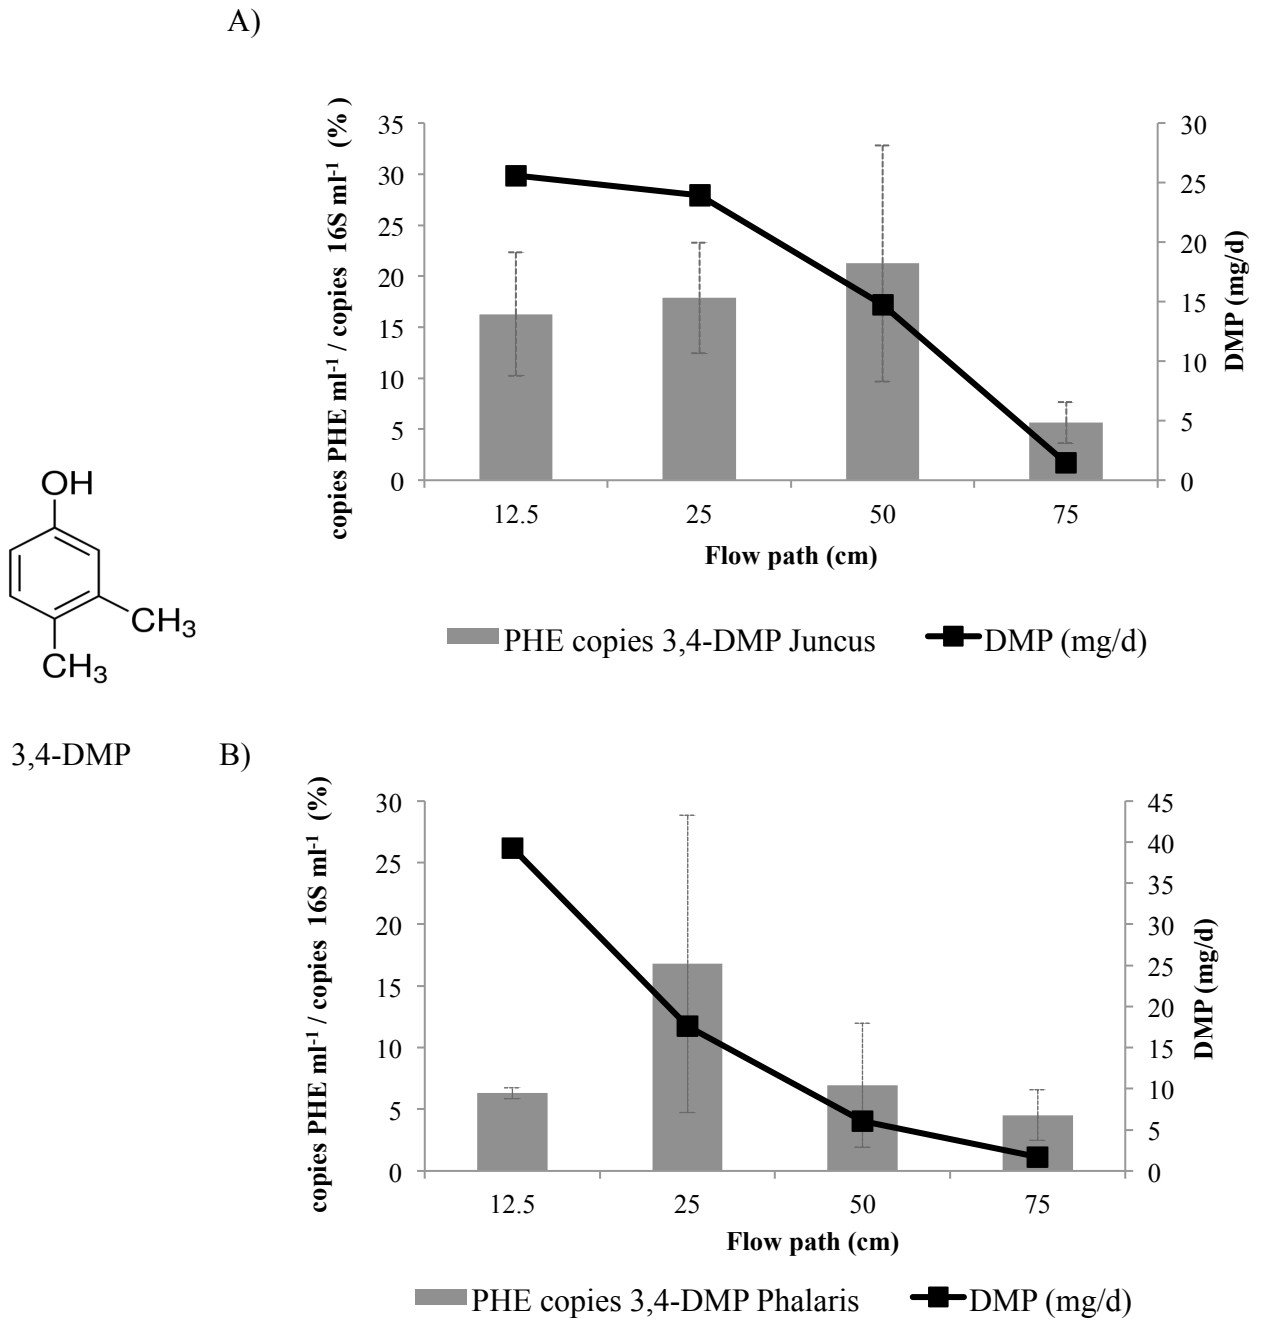 A)
copies PHE ml-1 / copies 16S ml-1 (% )
35
30
25
20
15
10
5
0
30
25
20
15
10
5
0
DMP (mg/d)
12.5 25 50 75
Flow path (cm)
PHE copies 3,4-DMP Juncus DMP (mg/d)
OH
CH3
CH3
3,4-DMP
B)
copies PHE ml-1 / copies 16S ml-1 (%)
30
25
20
15
10
5
0
45
40
35
30
25
20
15
10
5
0
DMP (mg/d)
12.5 25 50 75
Flow path (cm)
PHE copies 3,4-DMP Phalaris DMP (mg/d)